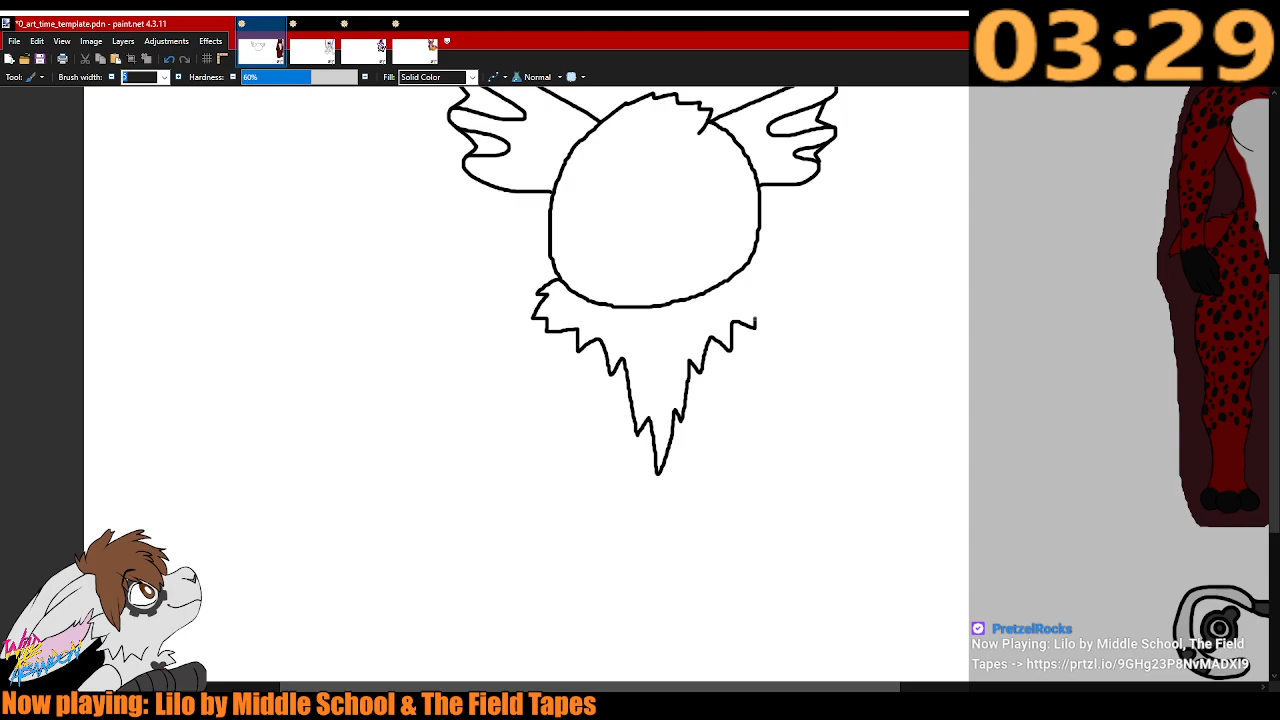 *0_art_time_template.pdn - paint.net 4.3.11
03:29
File Edit View Image Layers Adjustments Effects
Tool: Brush width: Hardness: 60% Fill: Solid Color Normal
PretzelRocks
Now Playing: Lilo by Middle School, The Field
Tapes -> https://prtzl.io/9GHg23P8NvMADXl9
Now playing: Lilo by Middle School & The Field Tapes